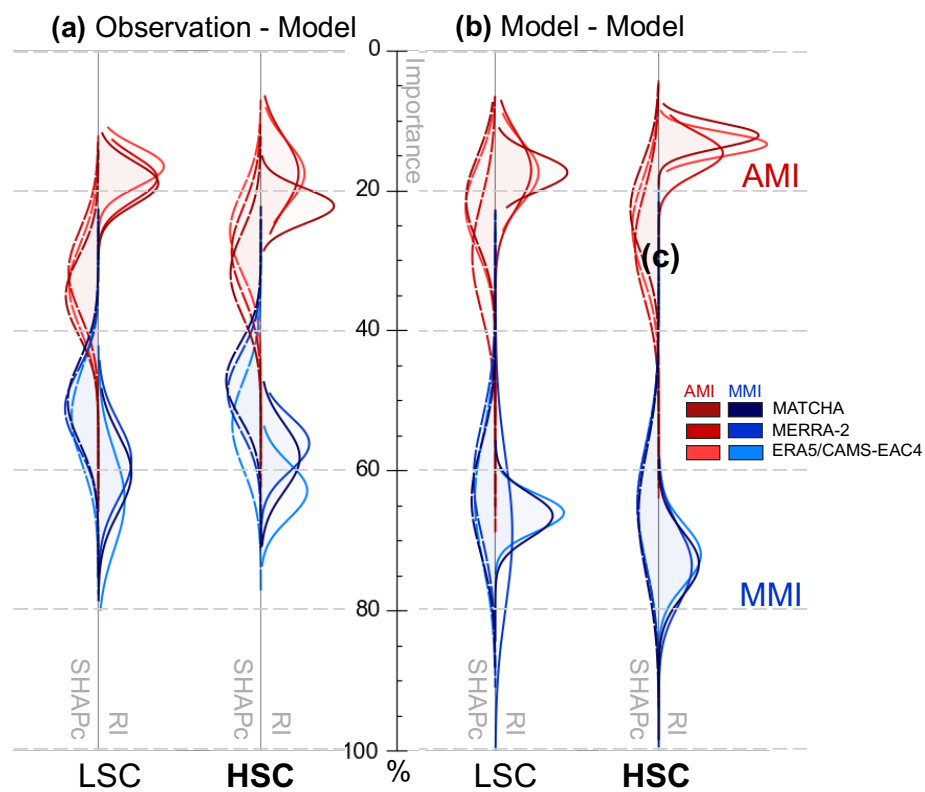 (a) Observation - Model
(b) Model - Model
0
20
40
60
80
100
%
Importance
AMI
(c)
AMI MMI
MATCHA
MERRA-2
ERA5/CAMS-EAC4
MMI
SHAPc
RI
SHAPc
RI
SHAPc
RI
SHAPc
RI
LSC
HSC
LSC
HSC